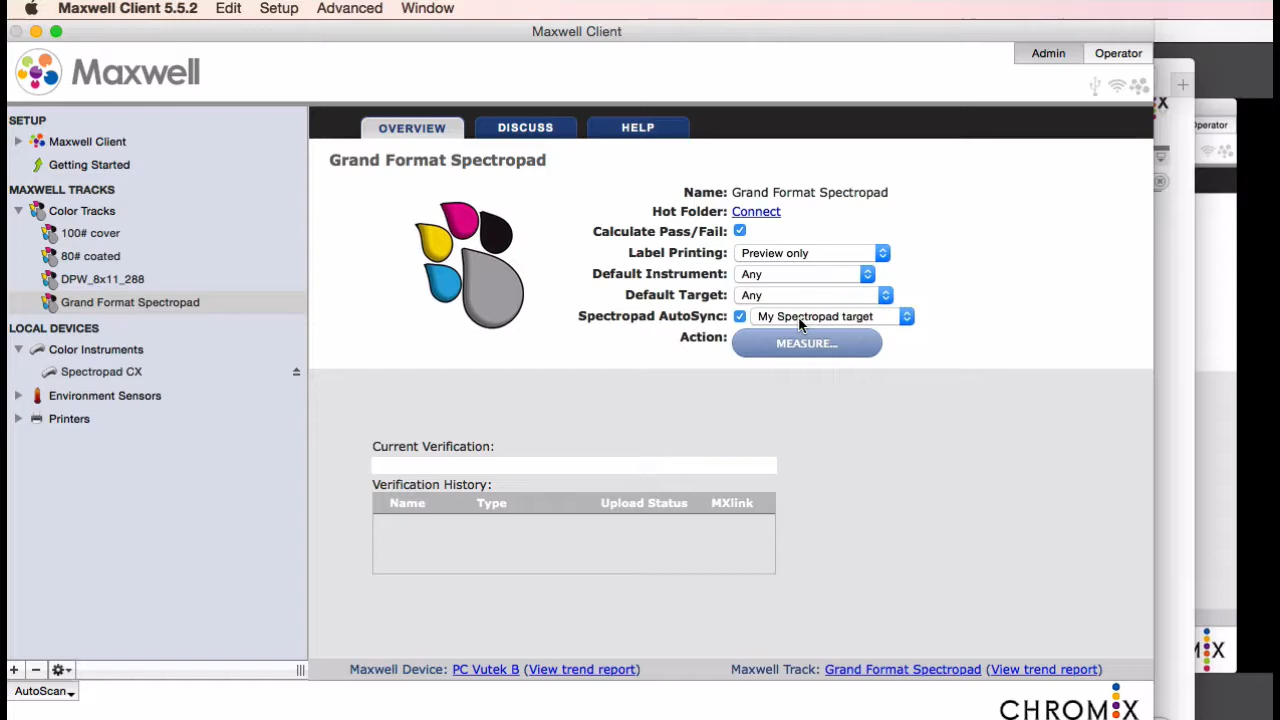 Maxwell Client 5.5.2 Edit Setup Advanced Window
Maxwell Client
Admin Operator
Maxwell
SETUP
Maxwell Client
Getting Started
MAXWELL TRACKS
Color Tracks
100# cover
80# coated
DPW_8x11_288
Grand Format Spectropad
LOCAL DEVICES
Color Instruments
Spectropad CX
Environment Sensors
Printers
AutoScan
OVERVIEW DISCUSS HELP
Grand Format Spectropad
Name: Grand Format Spectropad
Hot Folder: Connect
Calculate Pass/Fail:
Label Printing: Preview only
Default Instrument: Any
Default Target: Any
Spectropad AutoSync: My Spectropad target
Action: MEASURE...
Current Verification:
Verification History:
Name Type Upload Status MXlink
Maxwell Device: PC Vutek B (View trend report)
Maxwell Track: Grand Format Spectropad (View trend report)
CHROMIX
X
Operator
IX